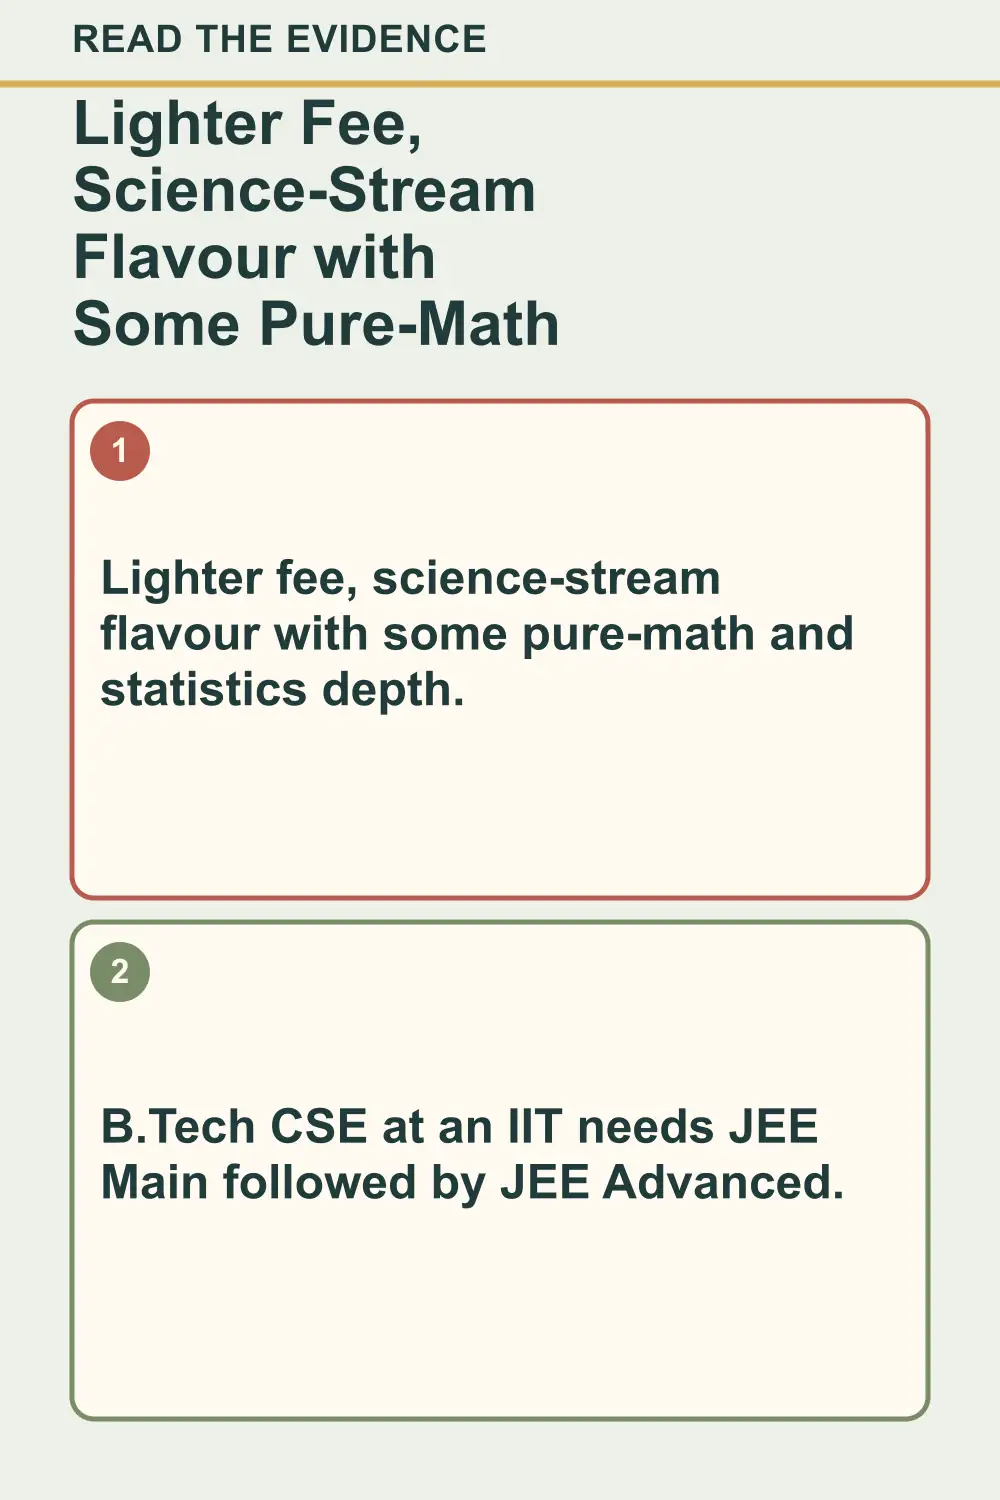 READ THE EVIDENCE
Lighter Fee,
Science-Stream
Flavour with
Some Pure-Math
1
Lighter fee, science-stream
flavour with some pure-math and
statistics depth.
2
B.Tech CSE at an IIT needs JEE
Main followed by JEE Advanced.